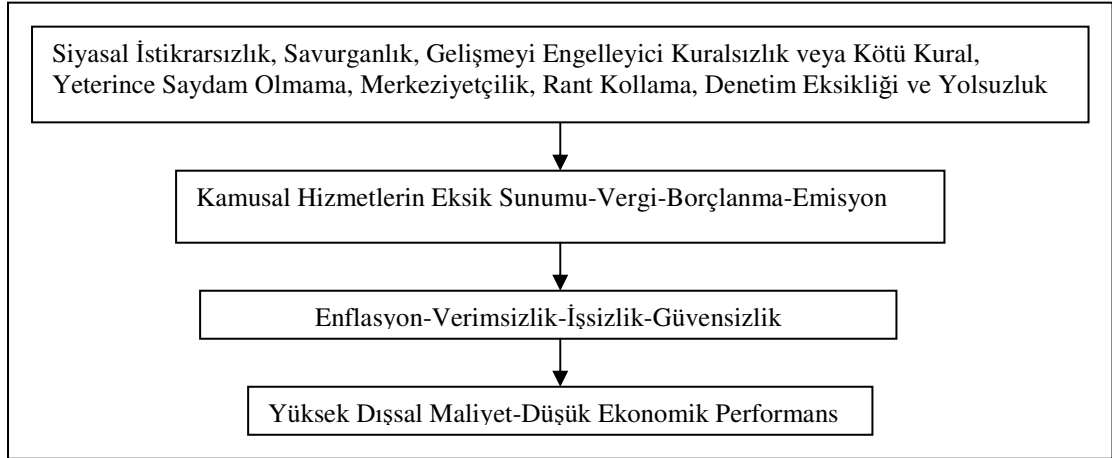 Siyasal İstikrarsızlık, Savurganlık, Gelişmeyi Engelleyici Kuralsızlık veya Kötü Kural,
Yeterince Saydam Olmama, Merkeziyetçilik, Rant Kollama, Denetim Eksikliği ve Yolsuzluk
Kamusal Hizmetlerin Eksik Sunumu-Vergi-Borçlanma-Emisyon
Enflasyon-Verimsizlik-İşsizlik-Güvensizlik
Yüksek Dışsal Maliyet-Düşük Ekonomik Performans